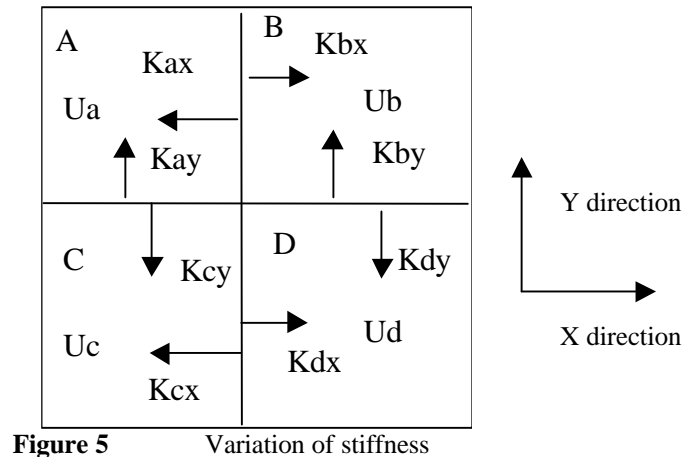 A
B
Kbx
Kax
Ua
Ub
Kay
Kby
Y direction
C
D
Kcy
Kdy
Uc
Ud
X direction
Kdx
Kcx
Figure 5 Variation of stiffness